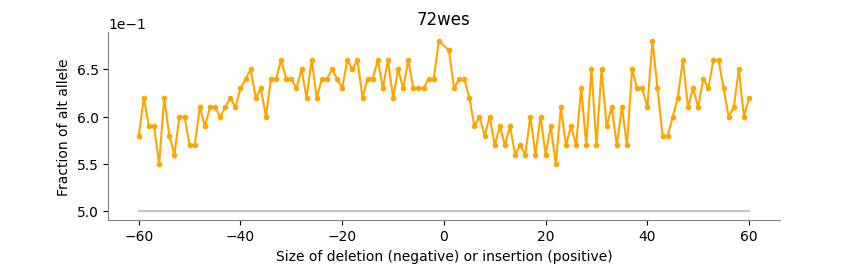 72wes
1e−1
Fraction of alt allele
6.5
6.0
5.5
5.0
−60 −40 −20 0 20 40 60
Size of deletion (negative) or insertion (positive)